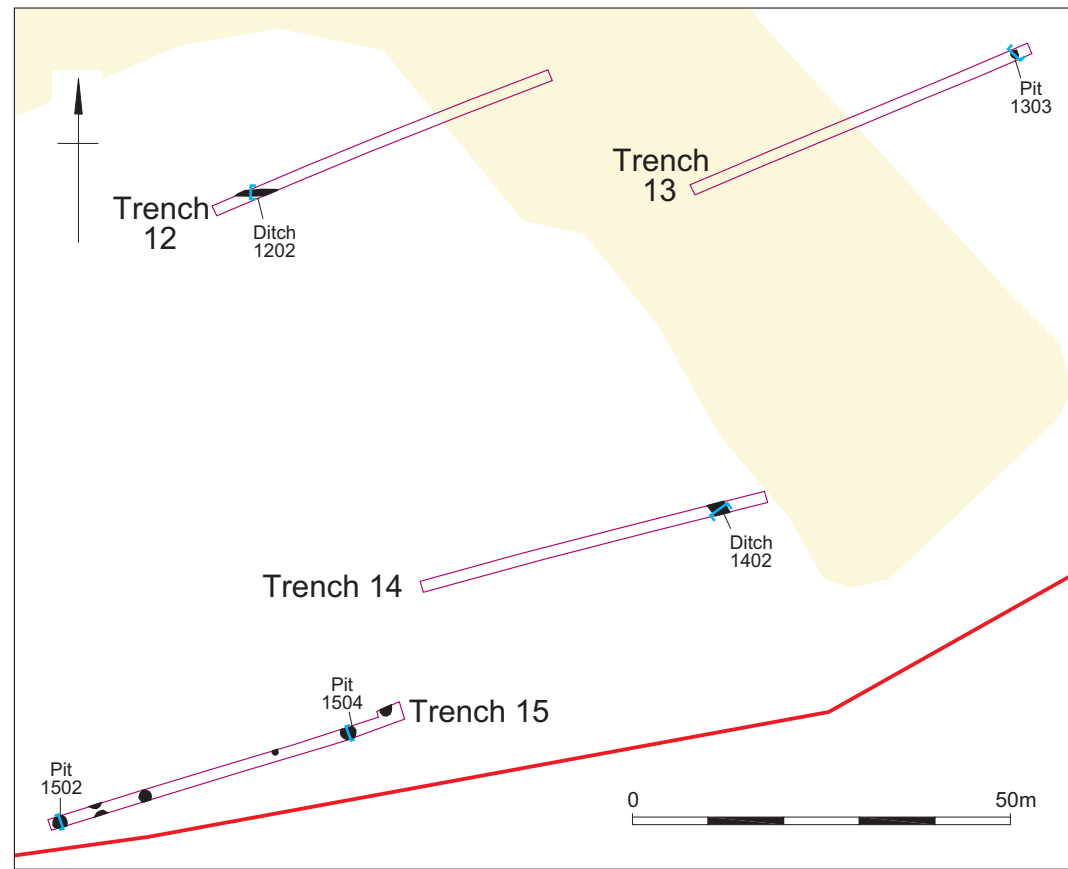 Pit
1303
Trench
13
Trench
12
Ditch
1202
Ditch
1402
Trench 14
Pit
1504
Trench 15
Pit
1502
0
50m